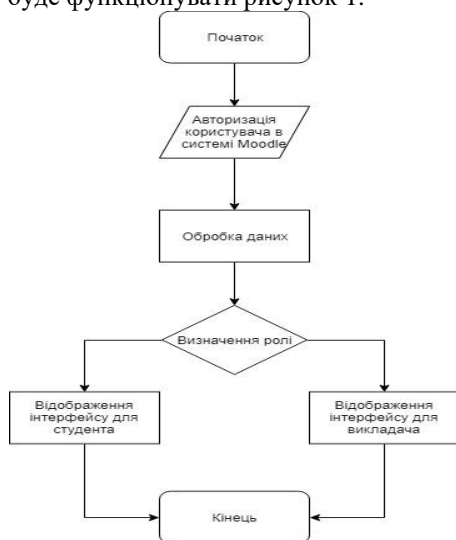 буде функціонувати рисунок 1.
Початок
Авторизація
користувача в
системі Moodle
Обробка даних
Визначення ролі
Відображення
інтерфейсу для
студента
Відображення
інтерфейсу для
викладача
Кінець